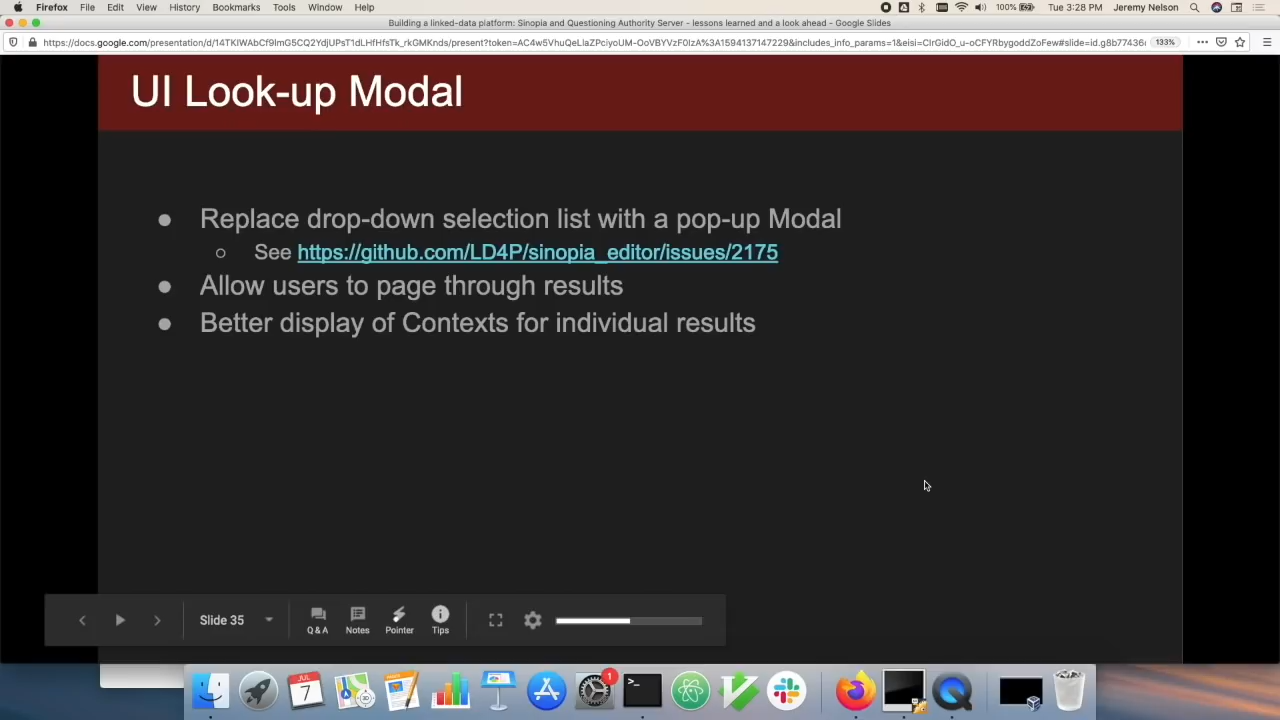 Firefox File Edit View History Bookmarks Tools Window Help 100% Tue 3:28 PM Jeremy Nelson
Building a linked-data platform: Sinopia and Questioning Authority Server - lessons learned and a look ahead - Google Slides
133%
UI Look-up Modal
● Replace drop-down selection list with a pop-up Modal
○ See https://github.com/LD4P/sinopia_editor/issues/2175
● Allow users to page through results
● Better display of Contexts for individual results
Slide 35 Q & A Notes Pointer Tips
JUL
7
1